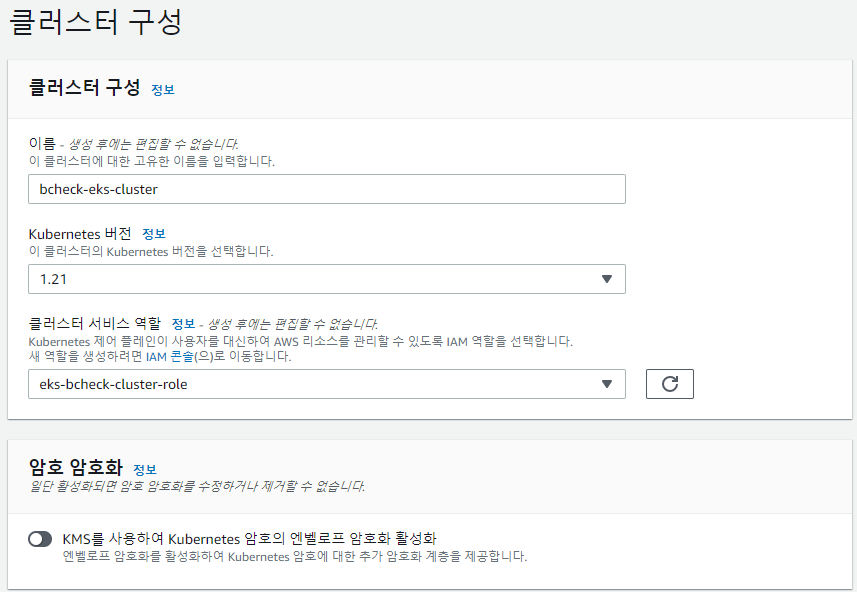 클러스터 구성
클러스터 구성 정보
이름 - 생성 후에는 편집할 수 없습니다.
이 클러스터에 대한 고유한 이름을 입력합니다.
bcheck-eks-cluster
Kubernetes 버전 정보
이 클러스터의 Kubernetes 버전을 선택합니다.
1.21
클러스터 서비스 역할 정보 - 생성 후에는 편집할 수 없습니다.
Kubernetes 제어 플레인이 사용자를 대신하여 AWS 리소스를 관리할 수 있도록 IAM 역할을 선택합니다.
새 역할을 생성하려면 IAM 콘솔(으)로 이동합니다.
eks-bcheck-cluster-role
암호 암호화 정보
일단 활성화되면 암호 암호화를 수정하거나 제거할 수 없습니다.
KMS를 사용하여 Kubernetes 암호의 엔벨로프 암호화 활성화
엔벨로프 암호화를 활성화하여 Kubernetes 암호에 대한 추가 암호화 계층을 제공합니다.